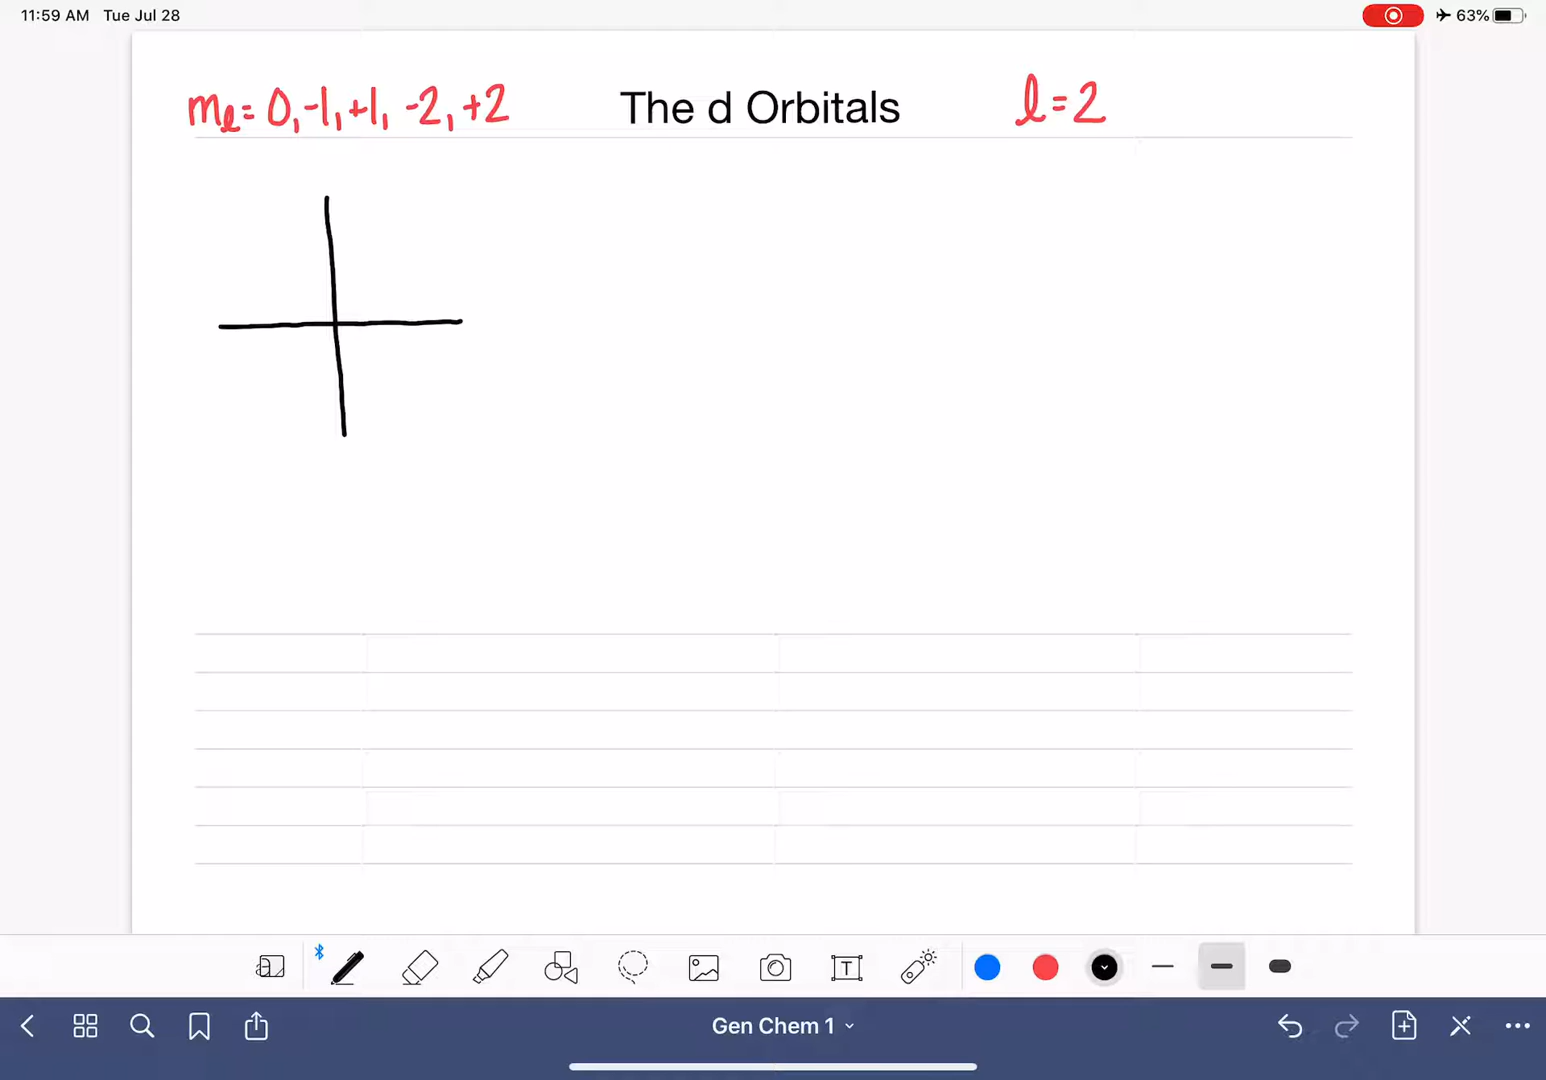 11:59 AM Tue Jul 28
63%
mℓ = 0, -1, +1, -2, +2 The d Orbitals ℓ = 2
T
Gen Chem 1